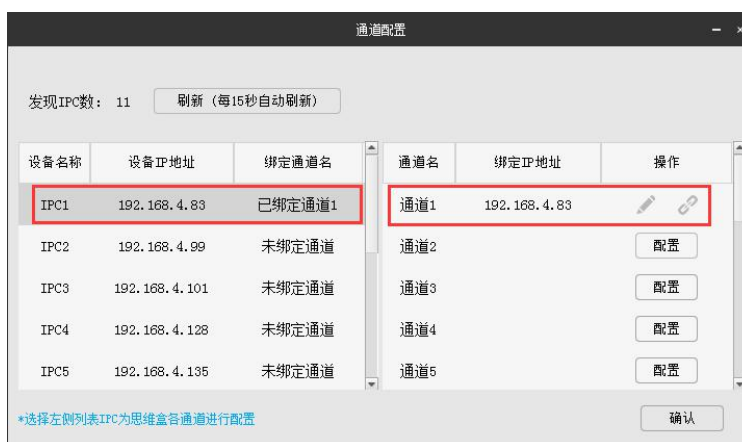 通道配置
发现IPC数： 11 刷新（每15秒自动刷新）
设备名称 设备IP地址 绑定通道名 通道名 绑定IP地址 操作
IPC1 192.168.4.83 已绑定通道1 通道1 192.168.4.83
IPC2 192.168.4.99 未绑定通道 通道2 配置
IPC3 192.168.4.101 未绑定通道 通道3 配置
IPC4 192.168.4.128 未绑定通道 通道4 配置
IPC5 192.168.4.135 未绑定通道 通道5 配置
*选择左侧列表IPC为思维盒各通道进行配置 确认